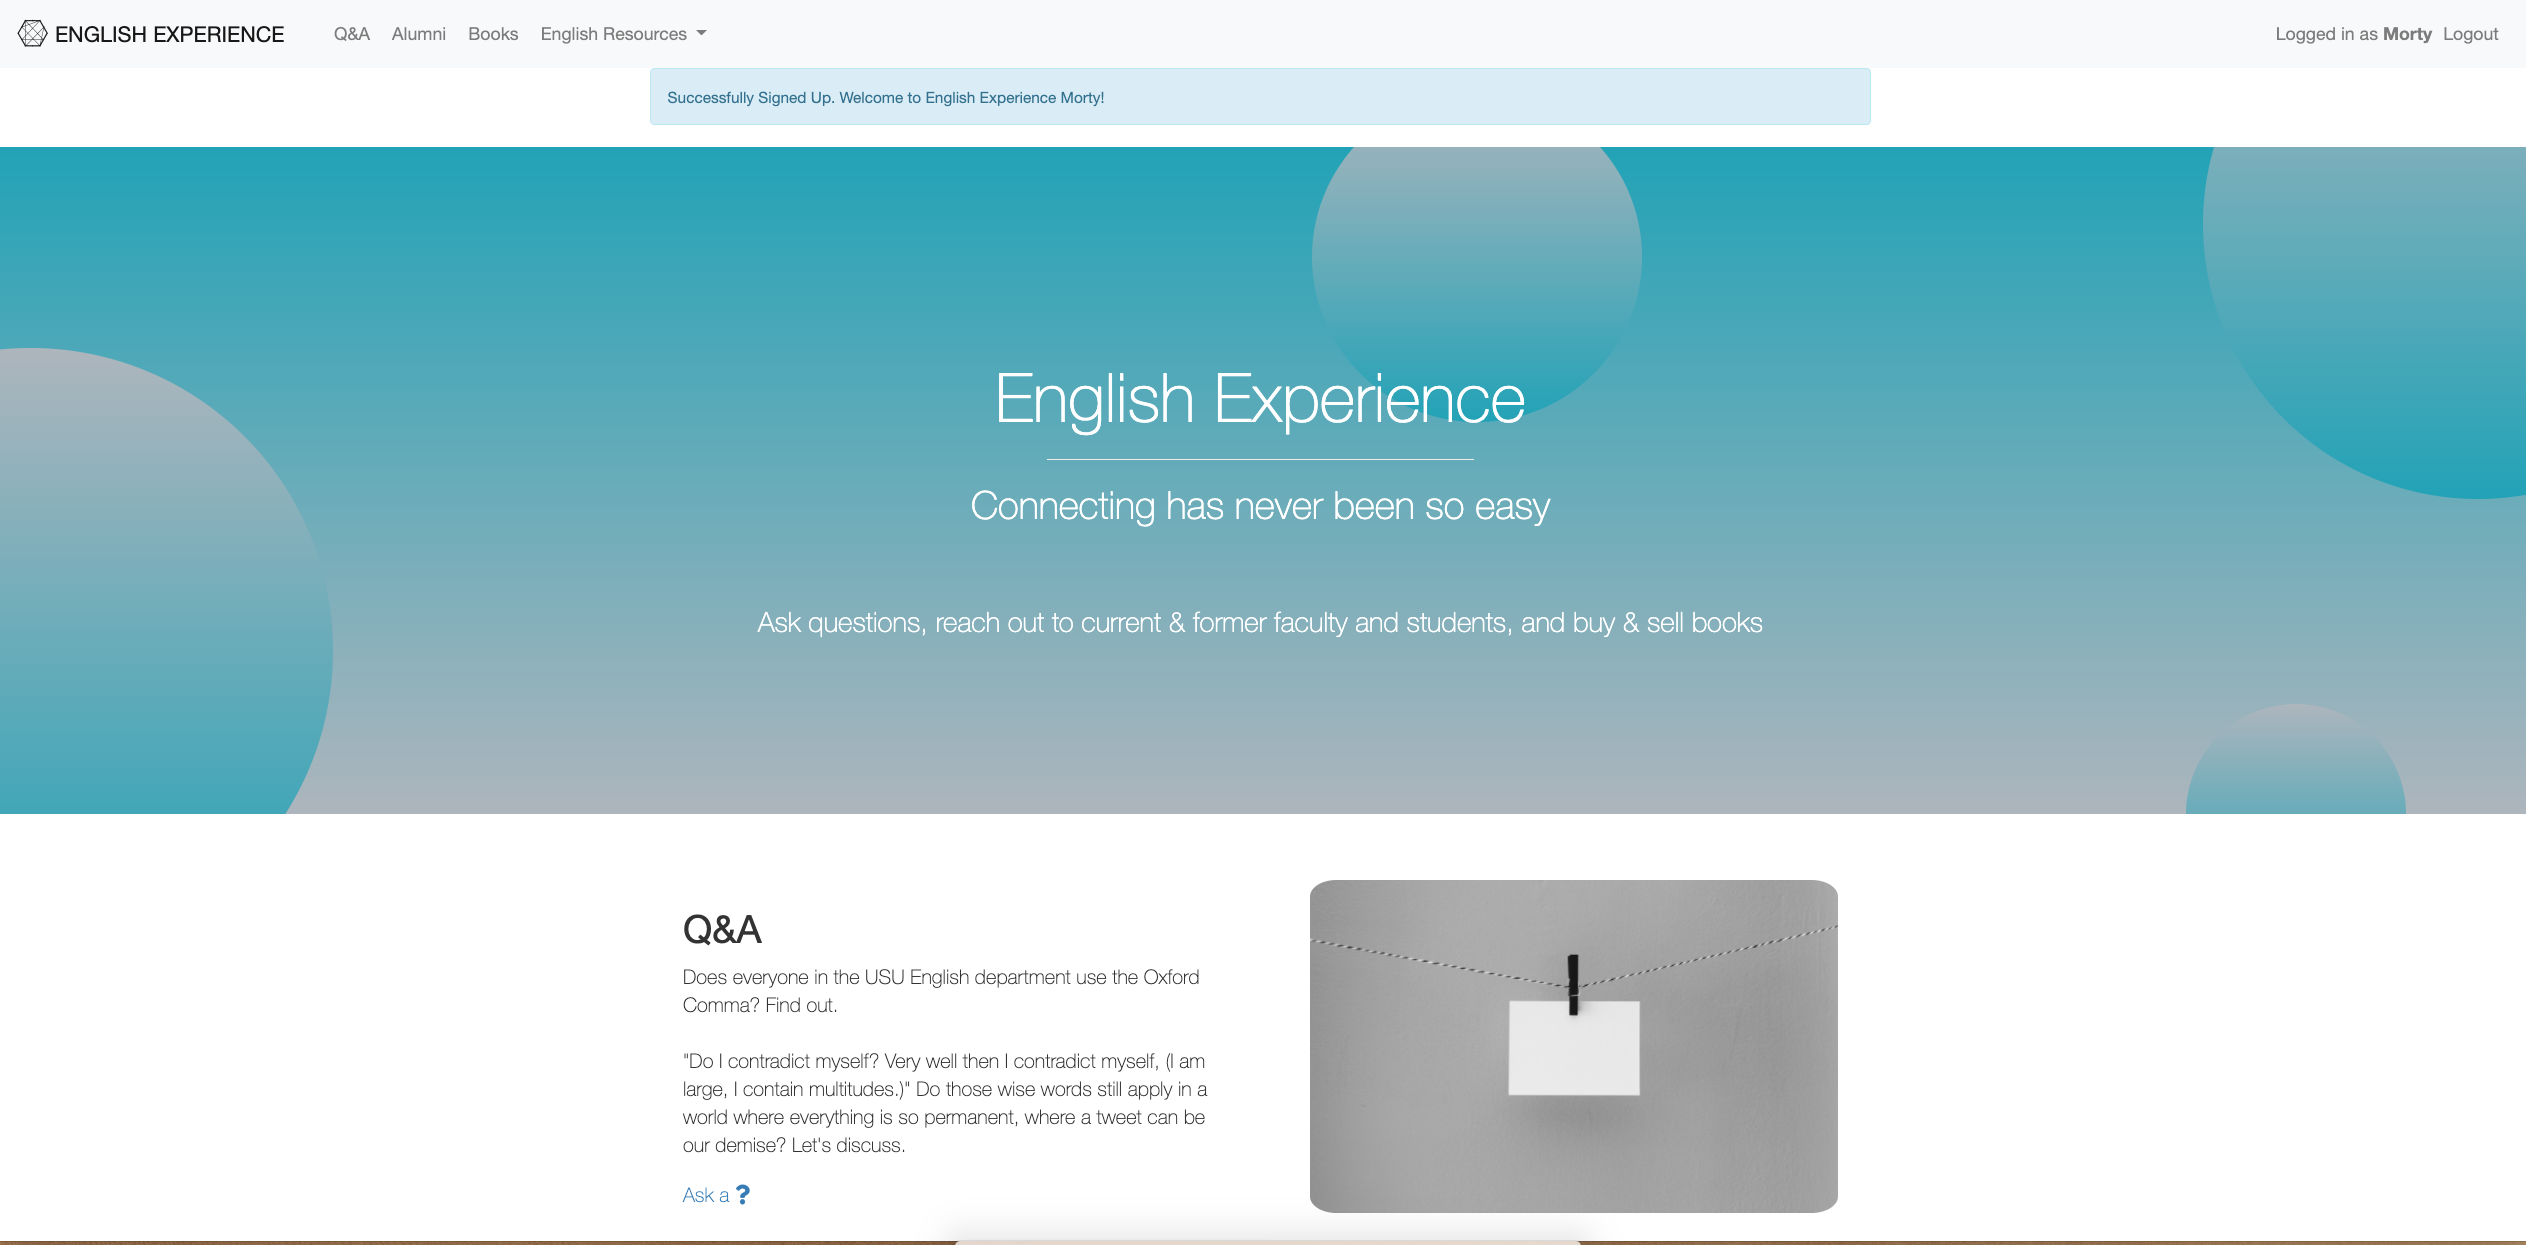 ENGLISH EXPERIENCE
Q&A Alumni Books English Resources
Logged in as Morty Logout
Successfully Signed Up. Welcome to English Experience Morty!
English Experience
Connecting has never been so easy
Ask questions, reach out to current & former faculty and students, and buy & sell books
Q&A
Does everyone in the USU English department use the Oxford
Comma? Find out.
"Do I contradict myself? Very well then I contradict myself, (I am
large, I contain multitudes.)" Do those wise words still apply in a
world where everything is so permanent, where a tweet can be
our demise? Let's discuss.
Ask a ?